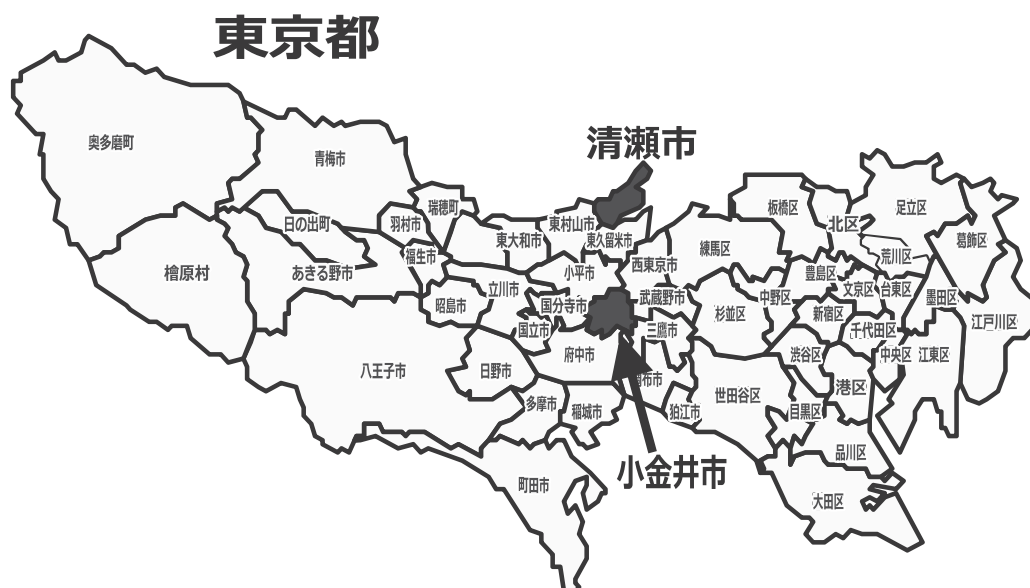 東京都
清瀬市
奥多摩町
青梅市
瑞穂町
日の出町
羽村市
檜原村
あきる野市
福生市
東大和市
東村山市
東久留米市
小平市
西東京市
練馬区
板橋区
北区
足立区
葛飾区
荒川区
豊島区
文京区
台東区
墨田区
江戸川区
昭島市
立川市
国分寺市
国立市
武蔵野市
三鷹市
杉並区
中野区
新宿区
千代田区
渋谷区
中央区
江東区
八王子市
日野市
府中市
布市
世田谷区
港区
多摩市
稲城市
狛江市
目黒区
品川区
小金井市
町田市
大田区